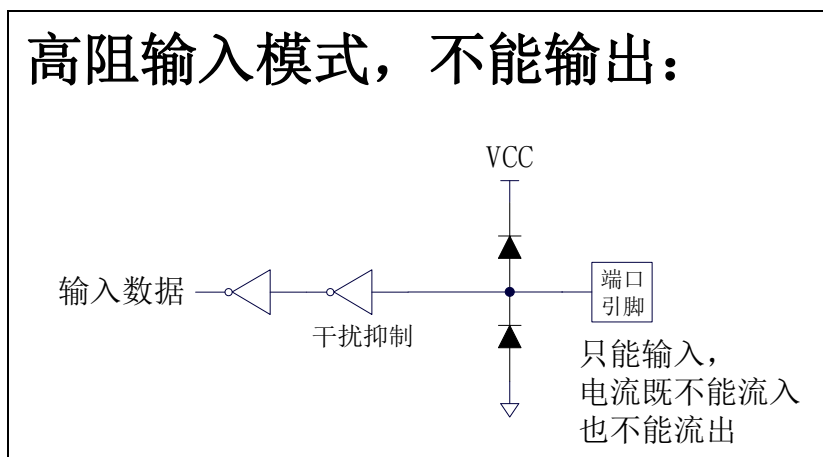 高阻输入模式，不能输出：
VCC
输入数据
干扰抑制
端口
引脚
只能输入，
电流既不能流入
也不能流出